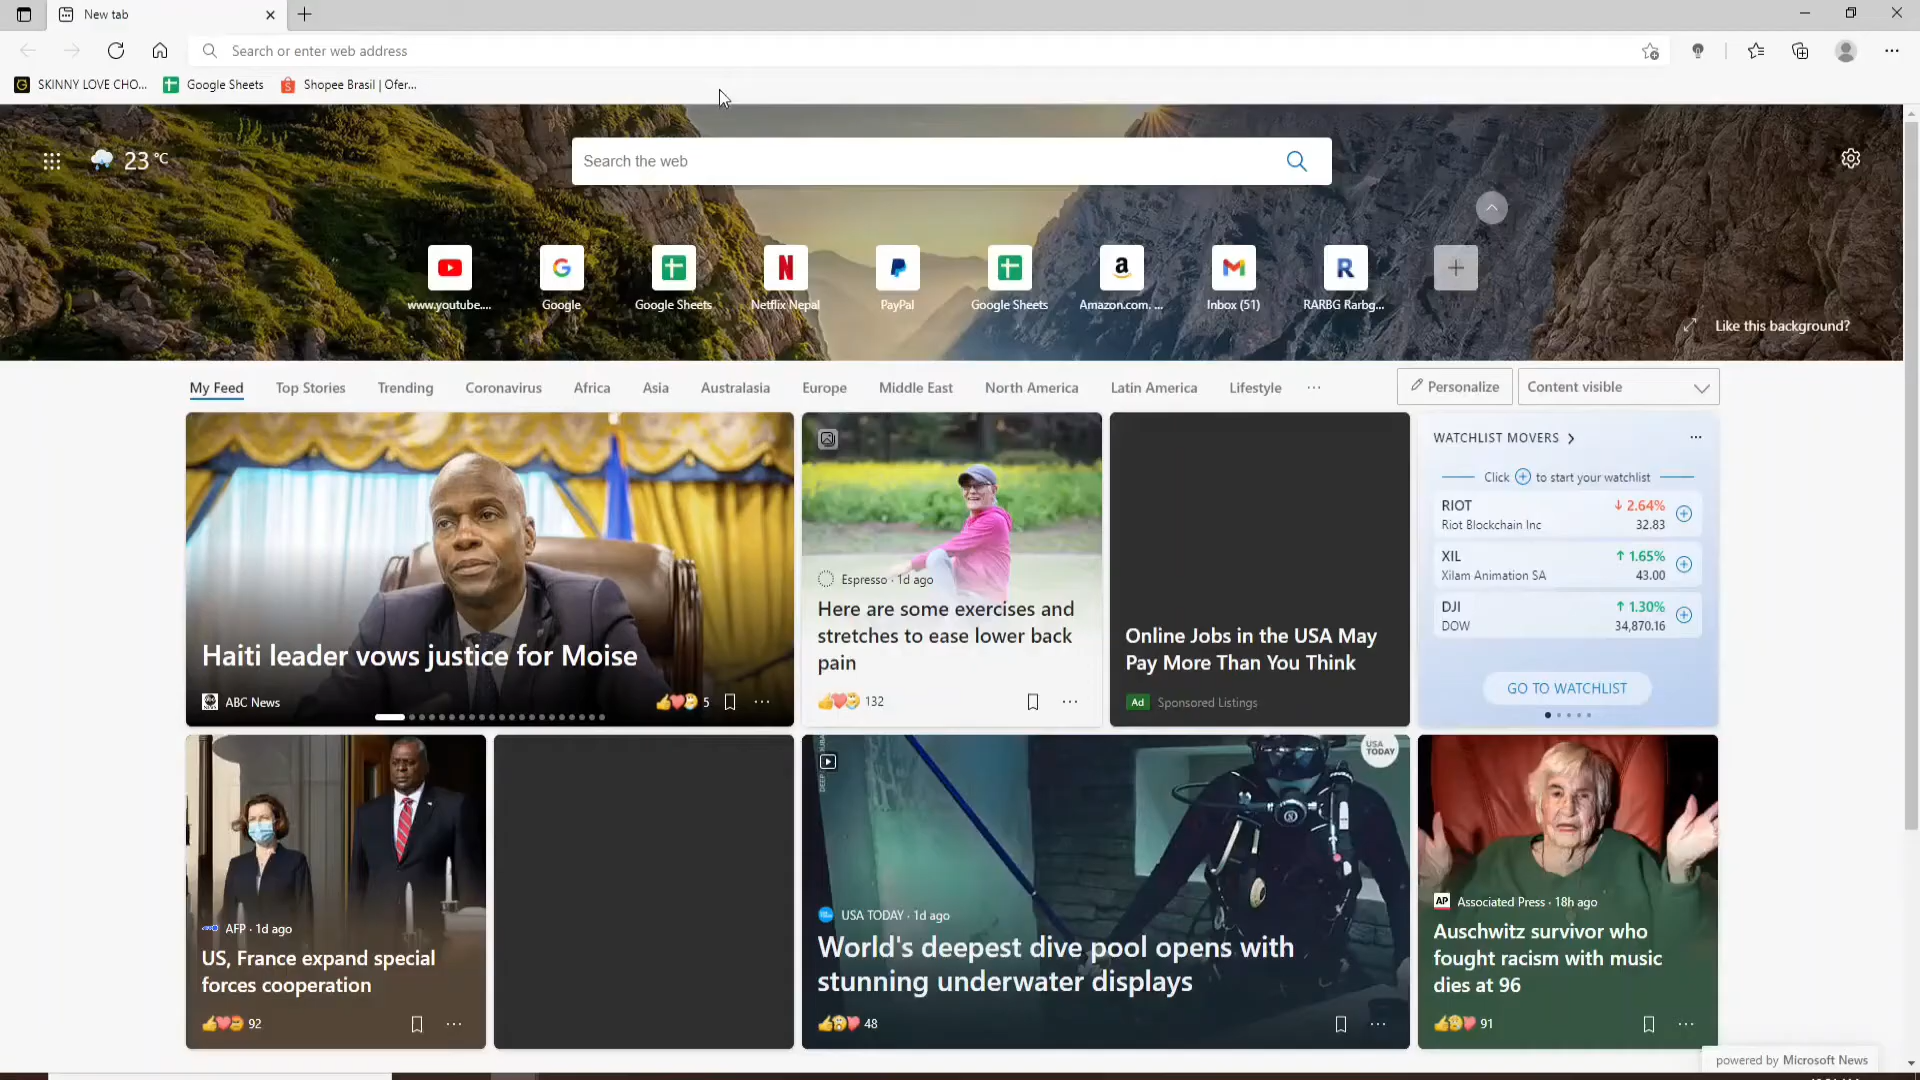 New tab
Search or enter web address
SKINNY LOVE CHO...
Google Sheets
Shopee Brasil | Ofer...
23 °C
Search the web
www.youtube....
Google
Google Sheets
Netflix Nepal
PayPal
Google Sheets
Amazon.com. ...
Inbox (51)
RARBG Rarbg...
Like this background?
My Feed
Top Stories
Trending
Coronavirus
Africa
Asia
Australasia
Europe
Middle East
North America
Latin America
Lifestyle
Personalize
Content visible
Haiti leader vows justice for Moise
ABC News
5
Espresso · 1d ago
Here are some exercises and
stretches to ease lower back
pain
132
Online Jobs in the USA May
Pay More Than You Think
Ad Sponsored Listings
WATCHLIST MOVERS
Click + to start your watchlist
RIOT
2.64%
Riot Blockchain Inc
32.83
XIL
1.65%
Xilam Animation SA
43.00
DJI
1.30%
DOW
34,870.16
GO TO WATCHLIST
AFP · 1d ago
US, France expand special
forces cooperation
92
USA
TODAY
USA TODAY · 1d ago
World's deepest dive pool opens with
stunning underwater displays
48
AP Associated Press · 18h ago
Auschwitz survivor who
fought racism with music
dies at 96
91
powered by Microsoft News